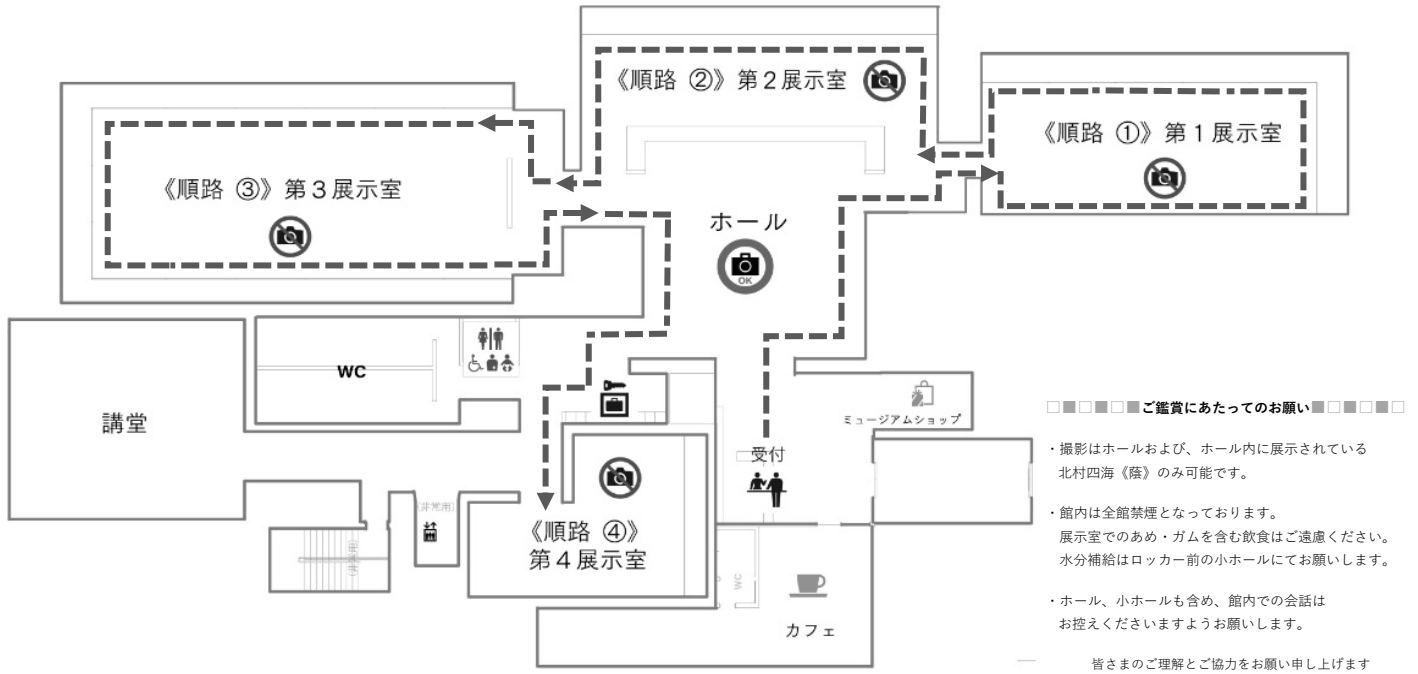 《順路 ②》第２展示室
《順路 ①》第１展示室
《順路 ③》第３展示室
ホール
OK
WC
講堂
ミュージアムショップ
受付
(非常用)
《順路 ④》
第４展示室
(非常用)
WC
カフェ
□■□■□■ご鑑賞にあたってのお願い■□■□■□
・撮影はホールおよび、ホール内に展示されている
北村四海《蔭》のみ可能です。
・館内は全館禁煙となっております。
展示室でのあめ・ガムを含む飲食はご遠慮ください。
水分補給はロッカー前の小ホールにてお願いします。
・ホール、小ホールも含め、館内での会話は
お控えくださいますようお願いします。
皆さまのご理解とご協力をお願い申し上げます